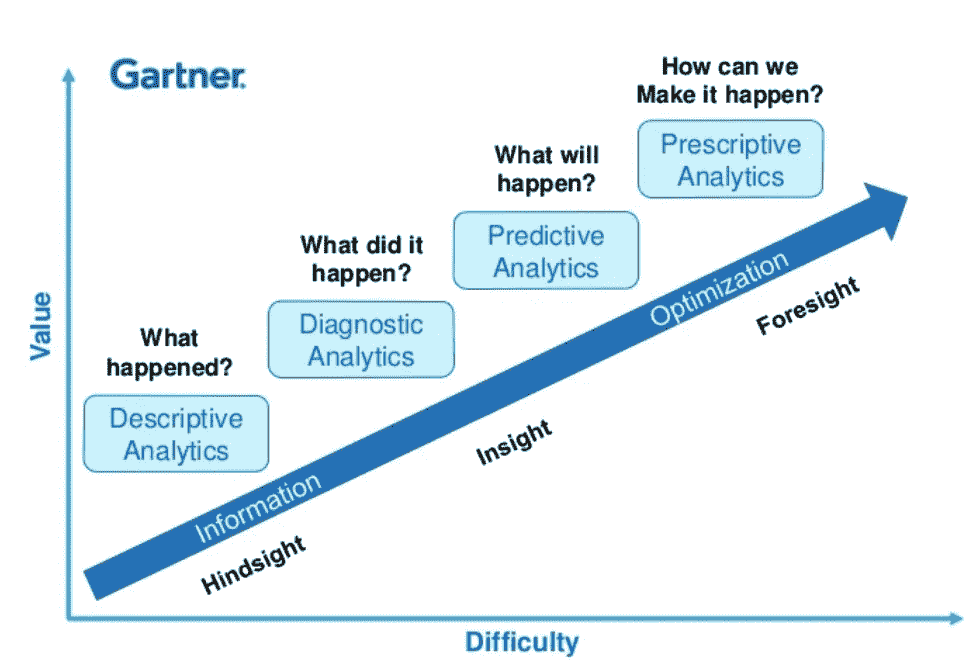 Gartner.
How can we
Make it happen?
Prescriptive
Analytics
What will
happen?
Predictive
Analytics
What did it
happen?
Diagnostic
Analytics
What
happened?
Descriptive
Analytics
Value
Information
Optimization
Hindsight
Insight
Foresight
Difficulty